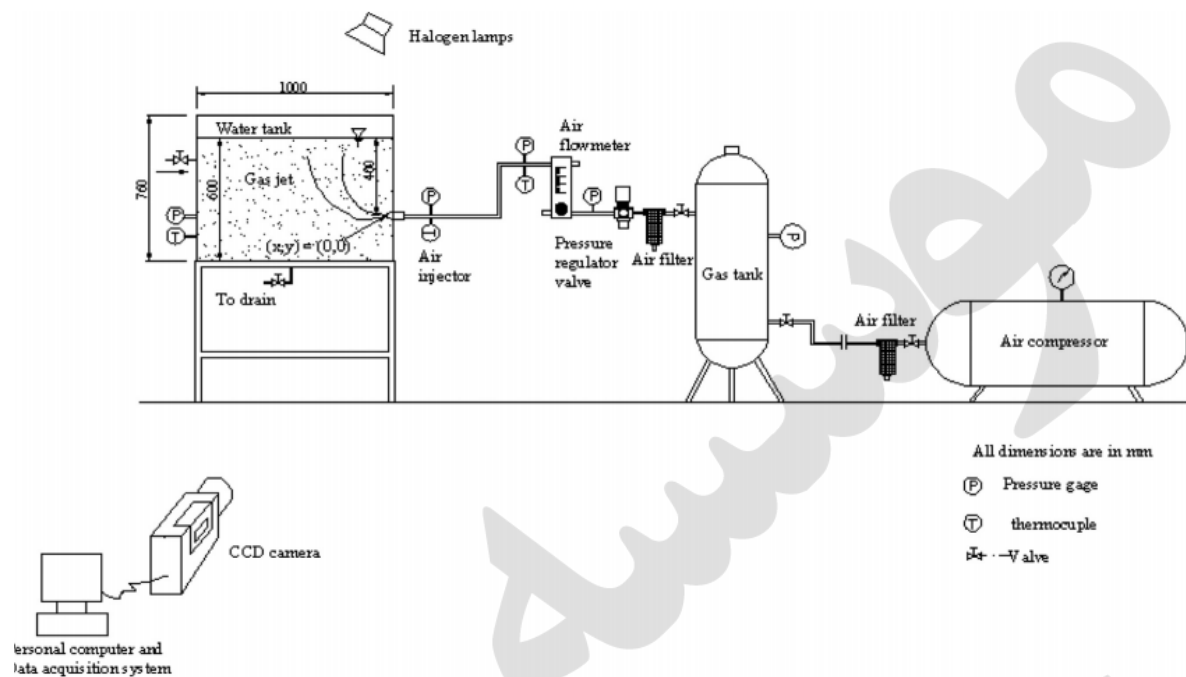 Halogen lamps
1000
Water tank
Air
flowmeter
P
T
Gas jet
760
600
400
P
P
P
T
(x,y) = (0,0)
T
Air
injector
Pressure
regulator
valve
Air filter
Gas tank
P
To drain
Air filter
Air compressor
All dimensions are in mm
P Pressure gage
T thermocuple
Valve
CCD camera
ersonal computer and
ata acquisition system